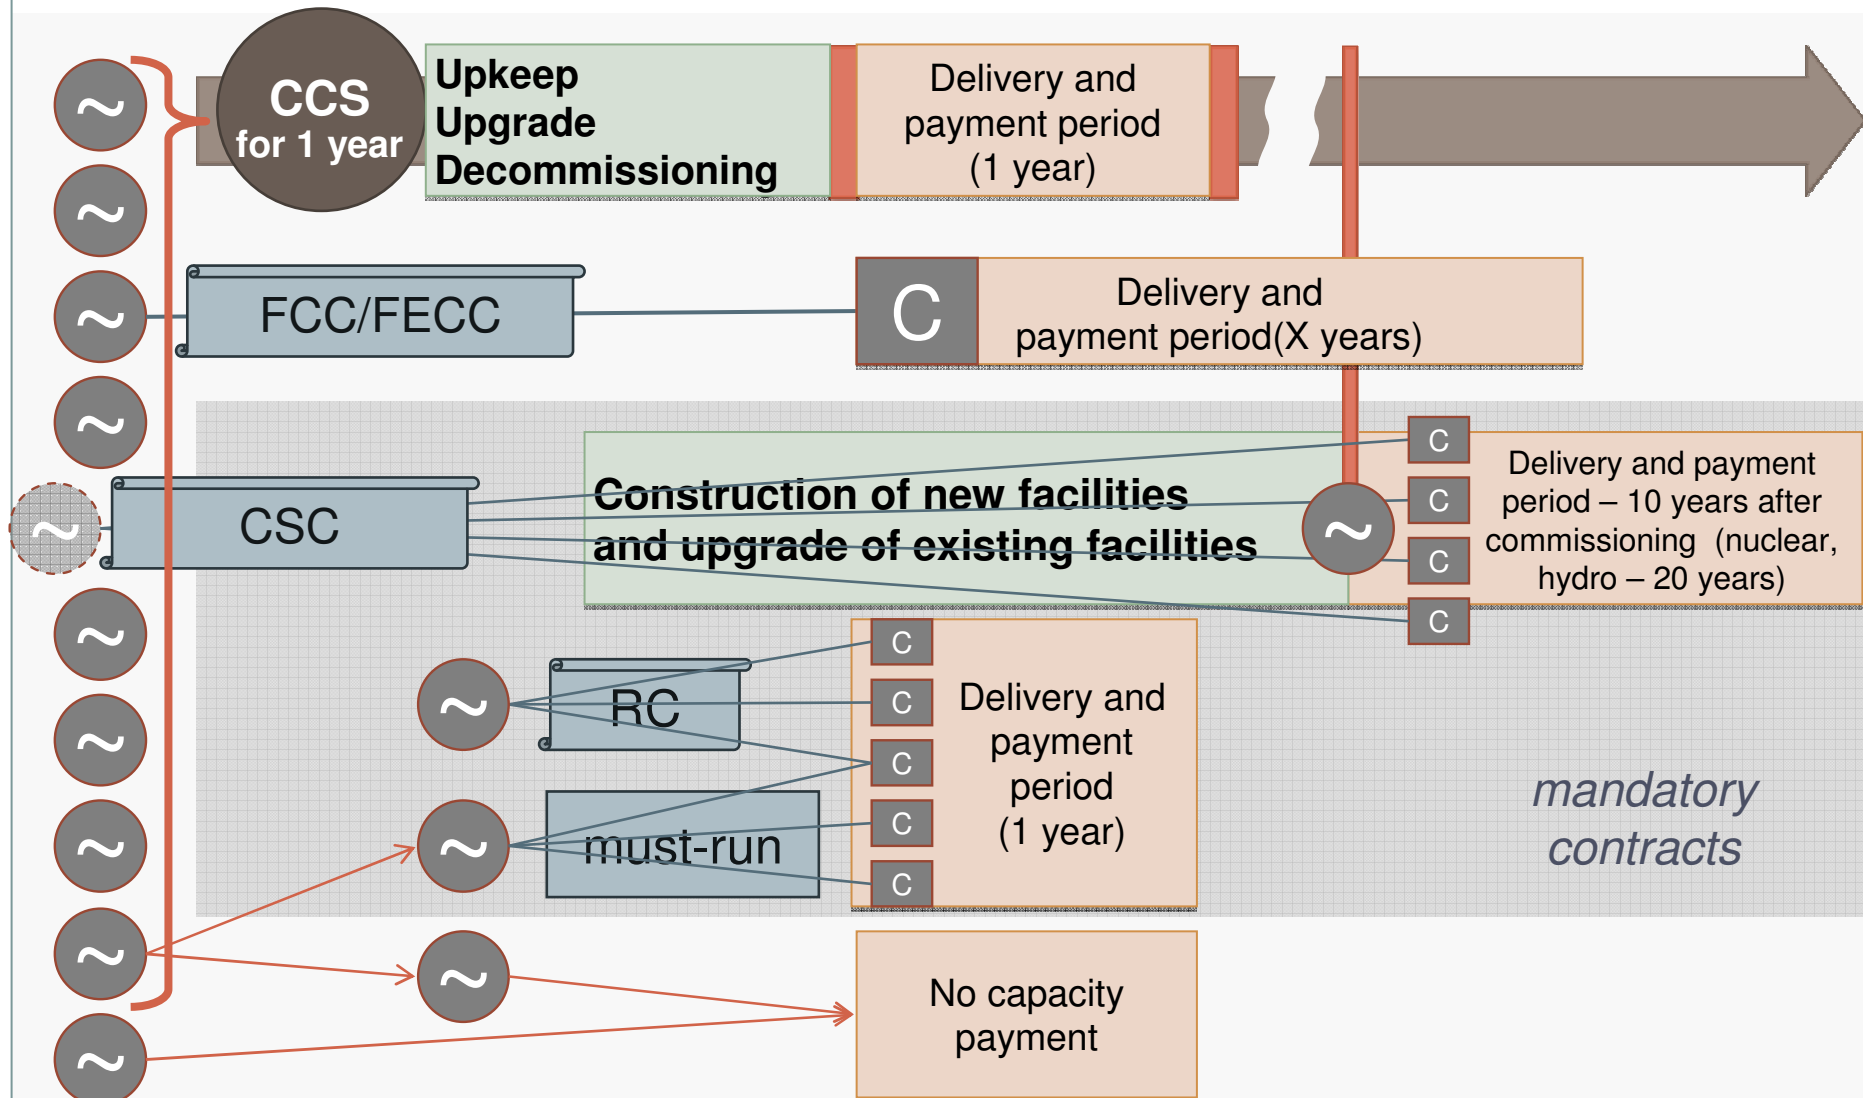 CCS
for 1 year
Upkeep
Upgrade
Decommissioning
Delivery and
payment period
(1 year)
~
~
~
~
~
~
~
~
~
~
FCC/FECC
C
Delivery and
payment period(X years)
CSC
Construction of new facilities
and upgrade of existing facilities
~
C
C
C
C
Delivery and payment
period – 10 years after
commissioning (nuclear,
hydro – 20 years)
~
RC
~
must-run
C
C
C
C
C
Delivery and
payment
period
(1 year)
mandatory
contracts
~
No capacity
payment